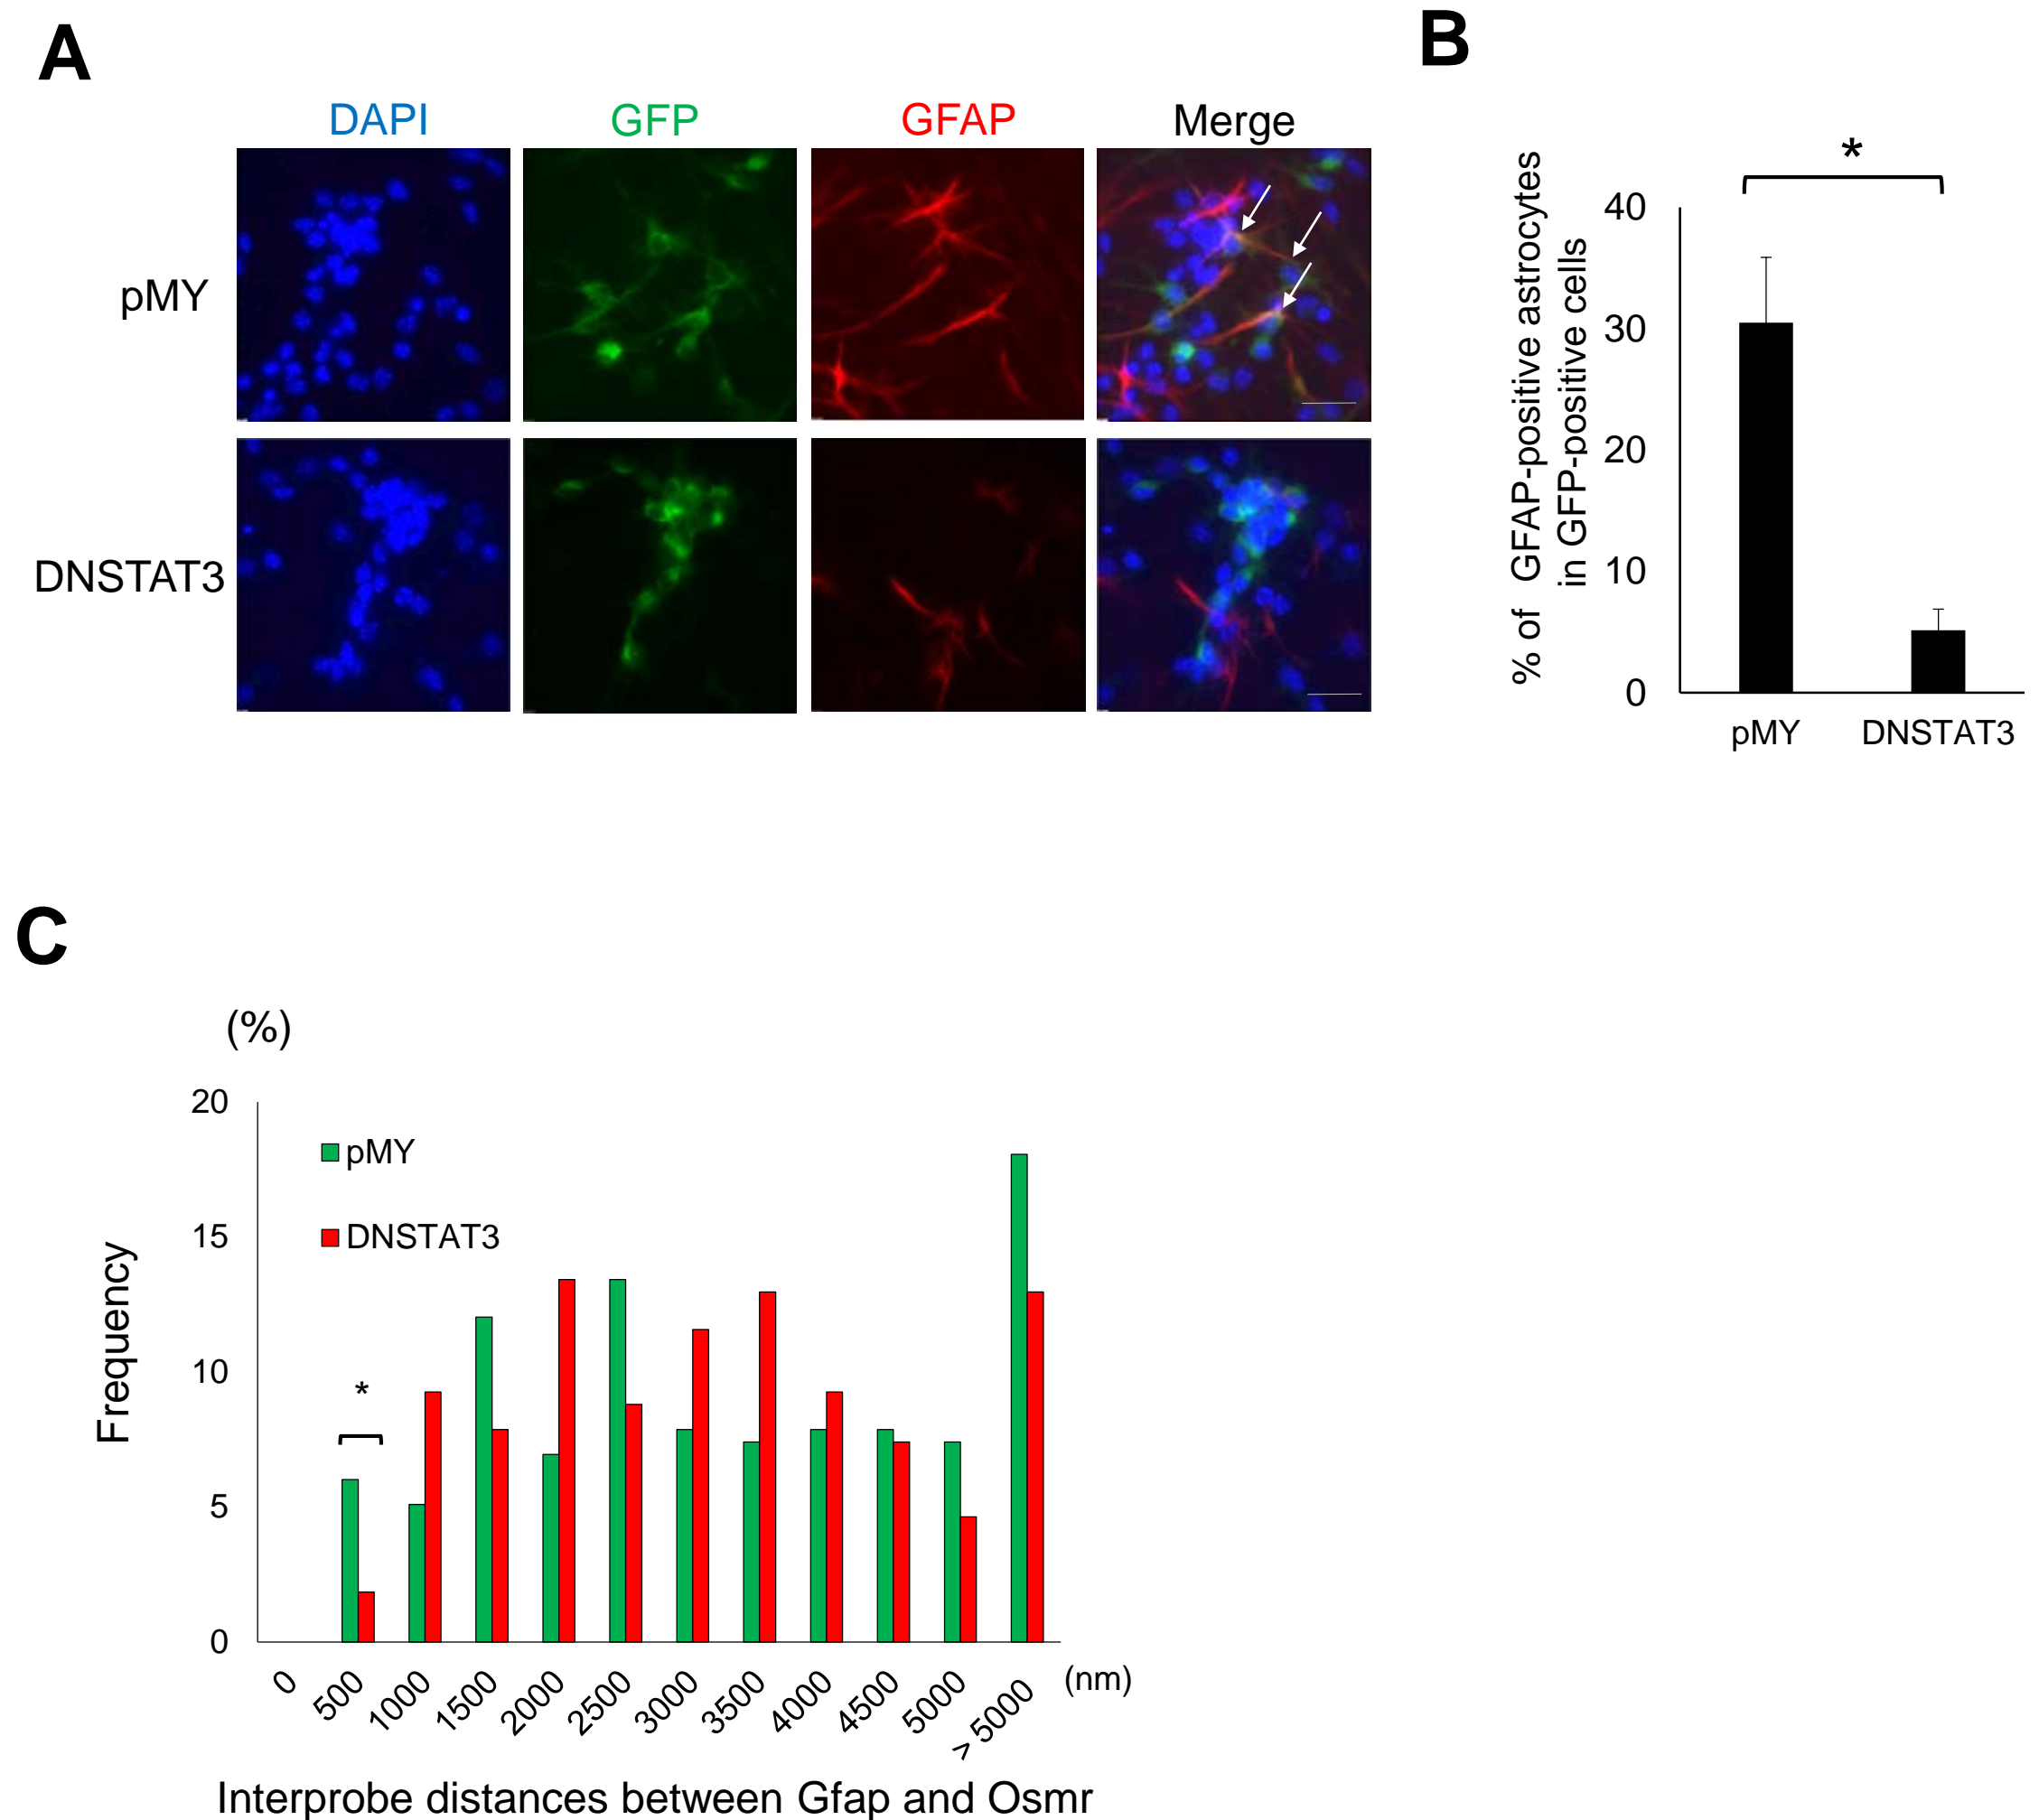 A
B
DAPI
GFP
GFAP
Merge
pMY
DNSTAT3
*
% of GFAP-positive astrocytes
in GFP-positive cells
40
30
20
10
0
pMY
DNSTAT3
C
(%)
20
15
10
5
0
Frequency
pMY
DNSTAT3
*
0
500
1000
1500
2000
2500
3000
3500
4000
4500
5000
> 5000
(nm)
Interprobe distances between Gfap and Osmr